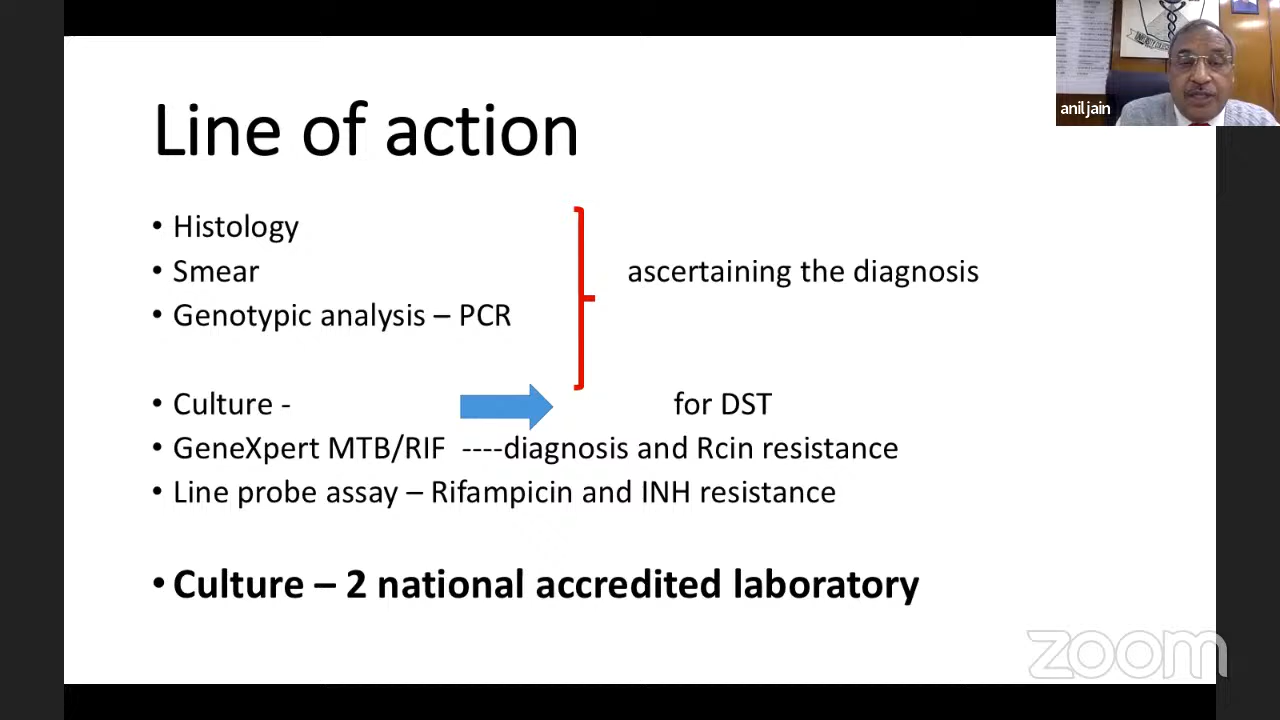 anil jain
Line of action
• Histology
• Smear
ascertaining the diagnosis
• Genotypic analysis – PCR
• Culture - for DST
• GeneXpert MTB/RIF ----diagnosis and Rcin resistance
• Line probe assay – Rifampicin and INH resistance
• Culture – 2 national accredited laboratory
zoom